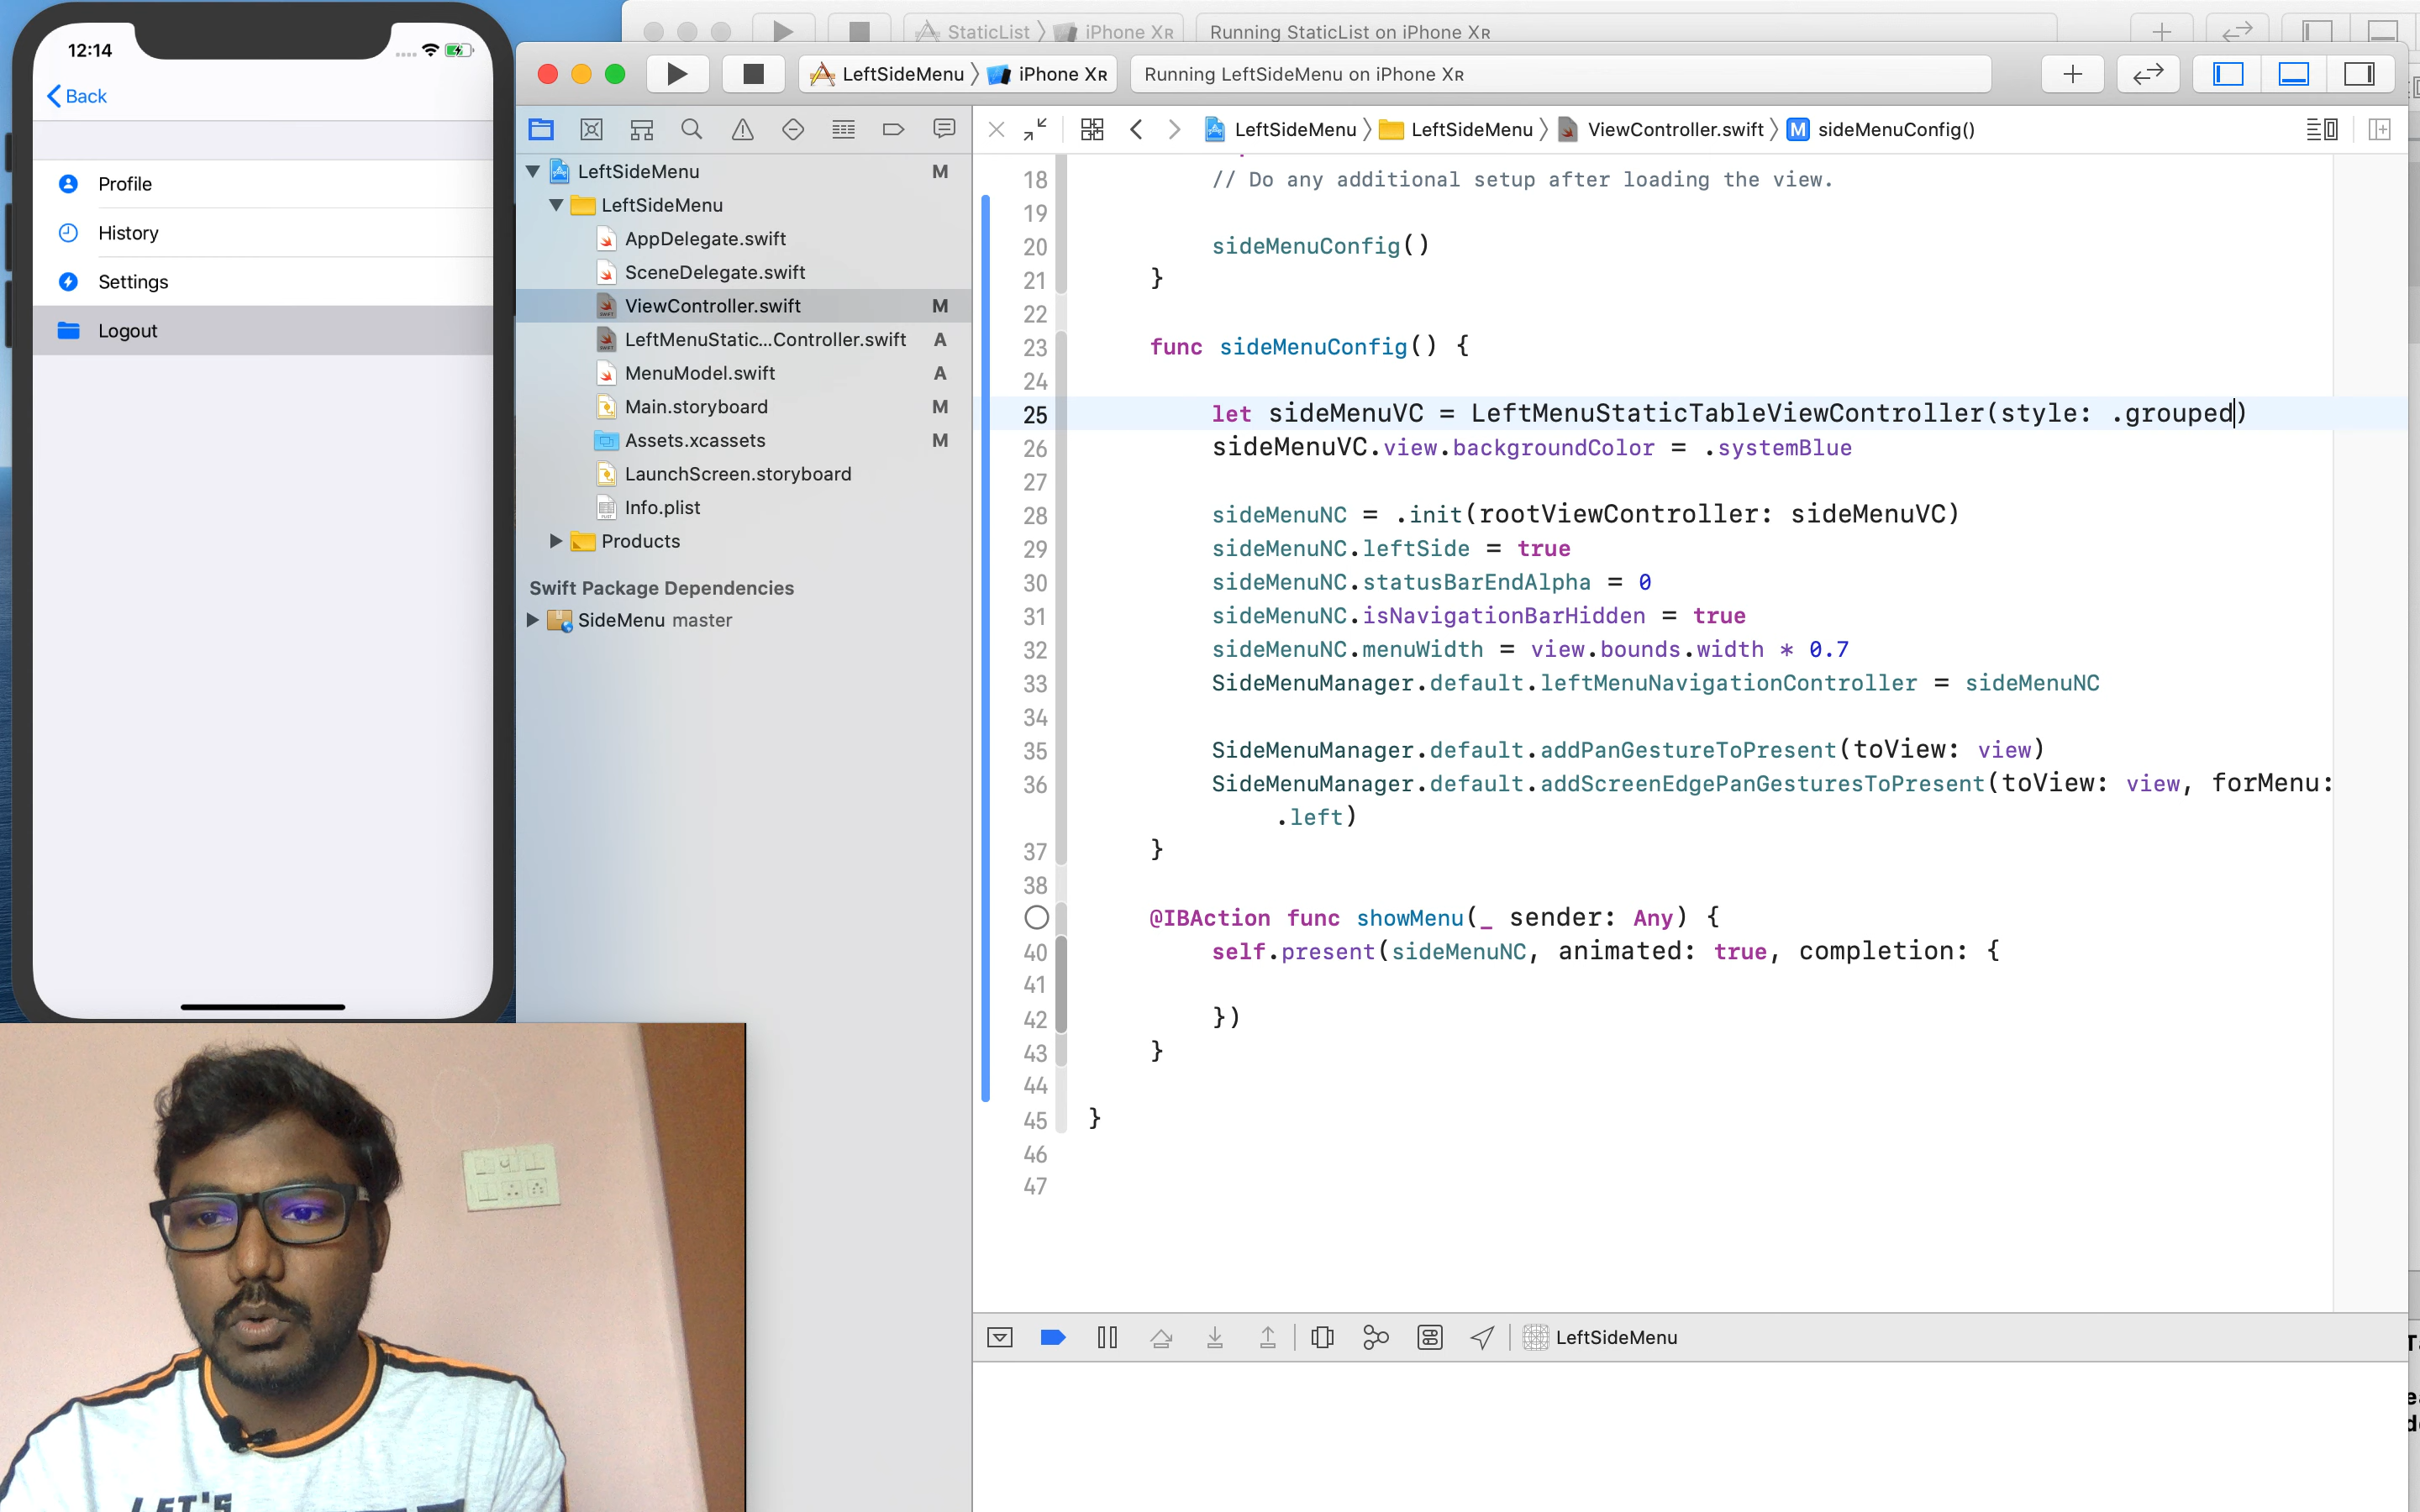 12:14
Back
Profile
History
Settings
Logout
StaticList iPhone XR Running StaticList on iPhone XR
LeftSideMenu iPhone XR Running LeftSideMenu on iPhone XR
LeftSideMenu LeftSideMenu ViewController.swift M sideMenuConfig()
LeftSideMenu M
LeftSideMenu
AppDelegate.swift
SceneDelegate.swift
ViewController.swift M
LeftMenuStatic...Controller.swift A
MenuModel.swift A
Main.storyboard M
Assets.xcassets M
LaunchScreen.storyboard
Info.plist
Products
Swift Package Dependencies
SideMenu master
18 // Do any additional setup after loading the view.
19
20 sideMenuConfig()
21 }
22
23 func sideMenuConfig() {
24
25 let sideMenuVC = LeftMenuStaticTableViewController(style: .grouped)
26 sideMenuVC.view.backgroundColor = .systemBlue
27
28 sideMenuNC = .init(rootViewController: sideMenuVC)
29 sideMenuNC.leftSide = true
30 sideMenuNC.statusBarEndAlpha = 0
31 sideMenuNC.isNavigationBarHidden = true
32 sideMenuNC.menuWidth = view.bounds.width * 0.7
33 SideMenuManager.default.leftMenuNavigationController = sideMenuNC
34
35 SideMenuManager.default.addPanGestureToPresent(toView: view)
36 SideMenuManager.default.addScreenEdgePanGesturesToPresent(toView: view, forMenu:
.left)
37 }
38
@IBAction func showMenu(_ sender: Any) {
40 self.present(sideMenuNC, animated: true, completion: {
41
42 })
43 }
44
45 }
46
47
LeftSideMenu
LET'S